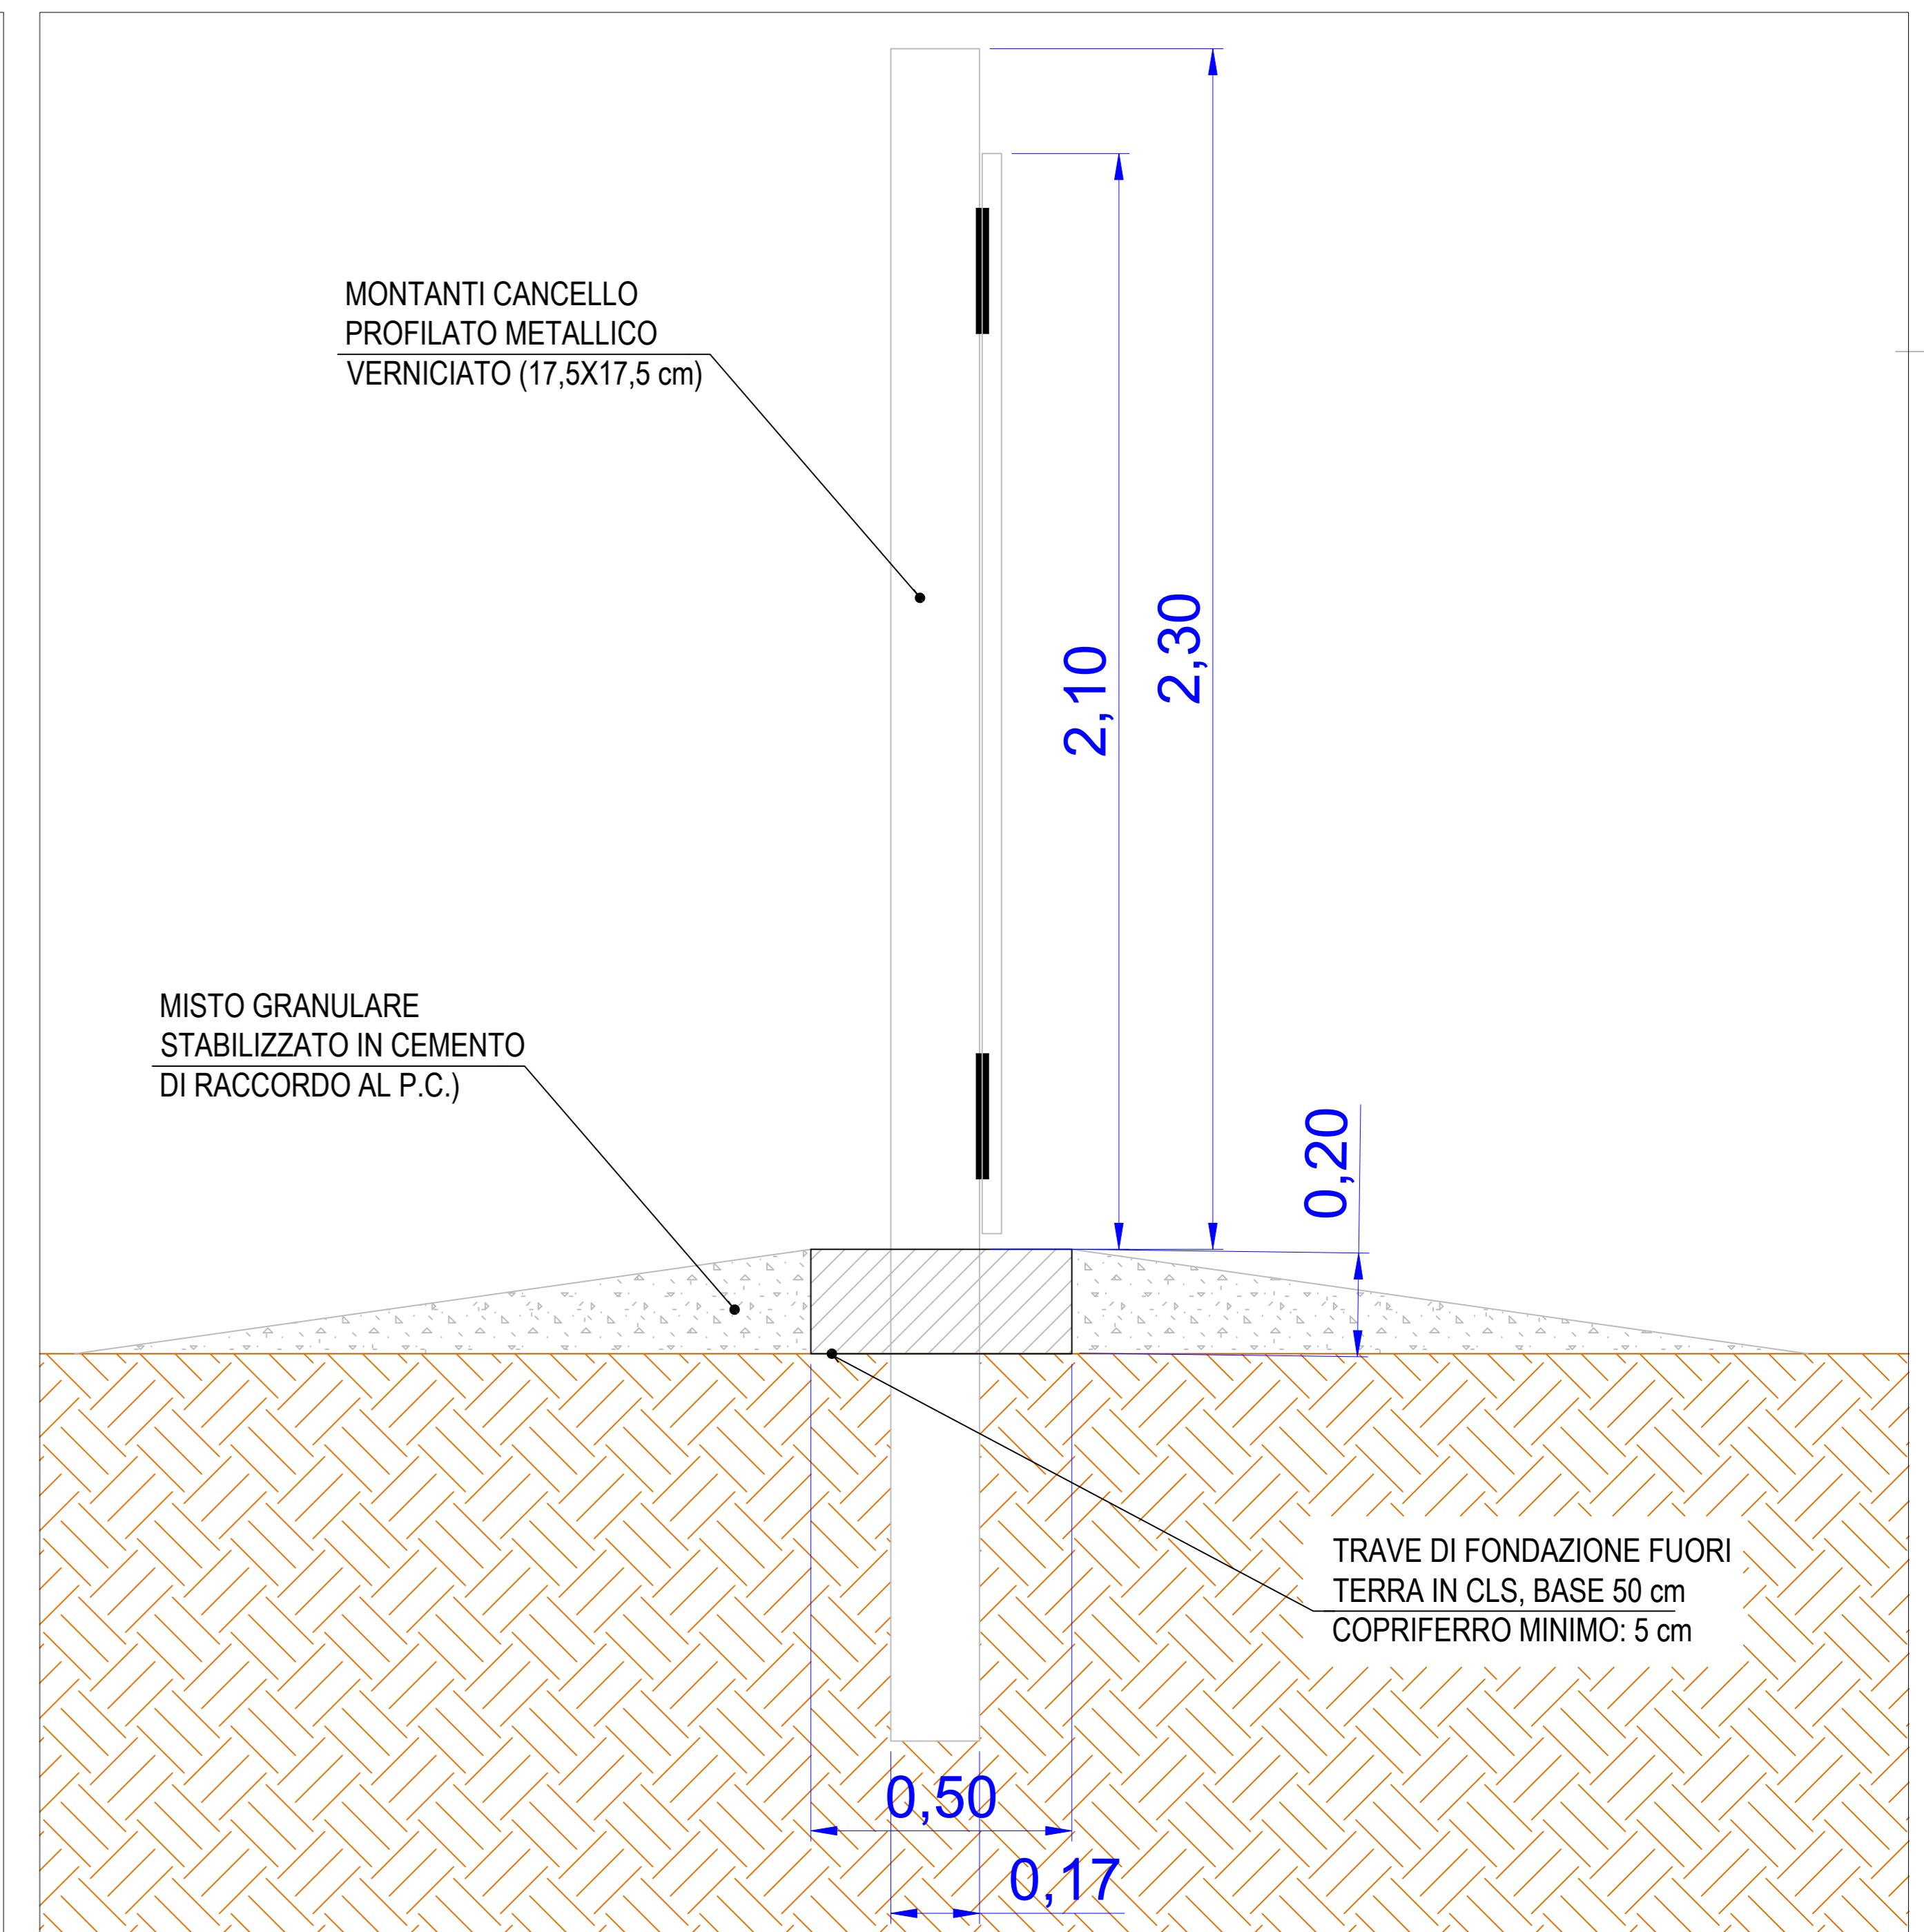 MONTANTI CANCELLO
PROFILATO METALLICO
VERNICIATO (17,5X17,5 cm)
2,10
2,30
MISTO GRANULARE
STABILIZZATO IN CEMENTO
DI RACCORDO AL P.C.)
0,20
TRAVE DI FONDAZIONE FUORI
TERRA IN CLS, BASE 50 cm
COPRIFERRO MINIMO: 5 cm
0,50
0,17